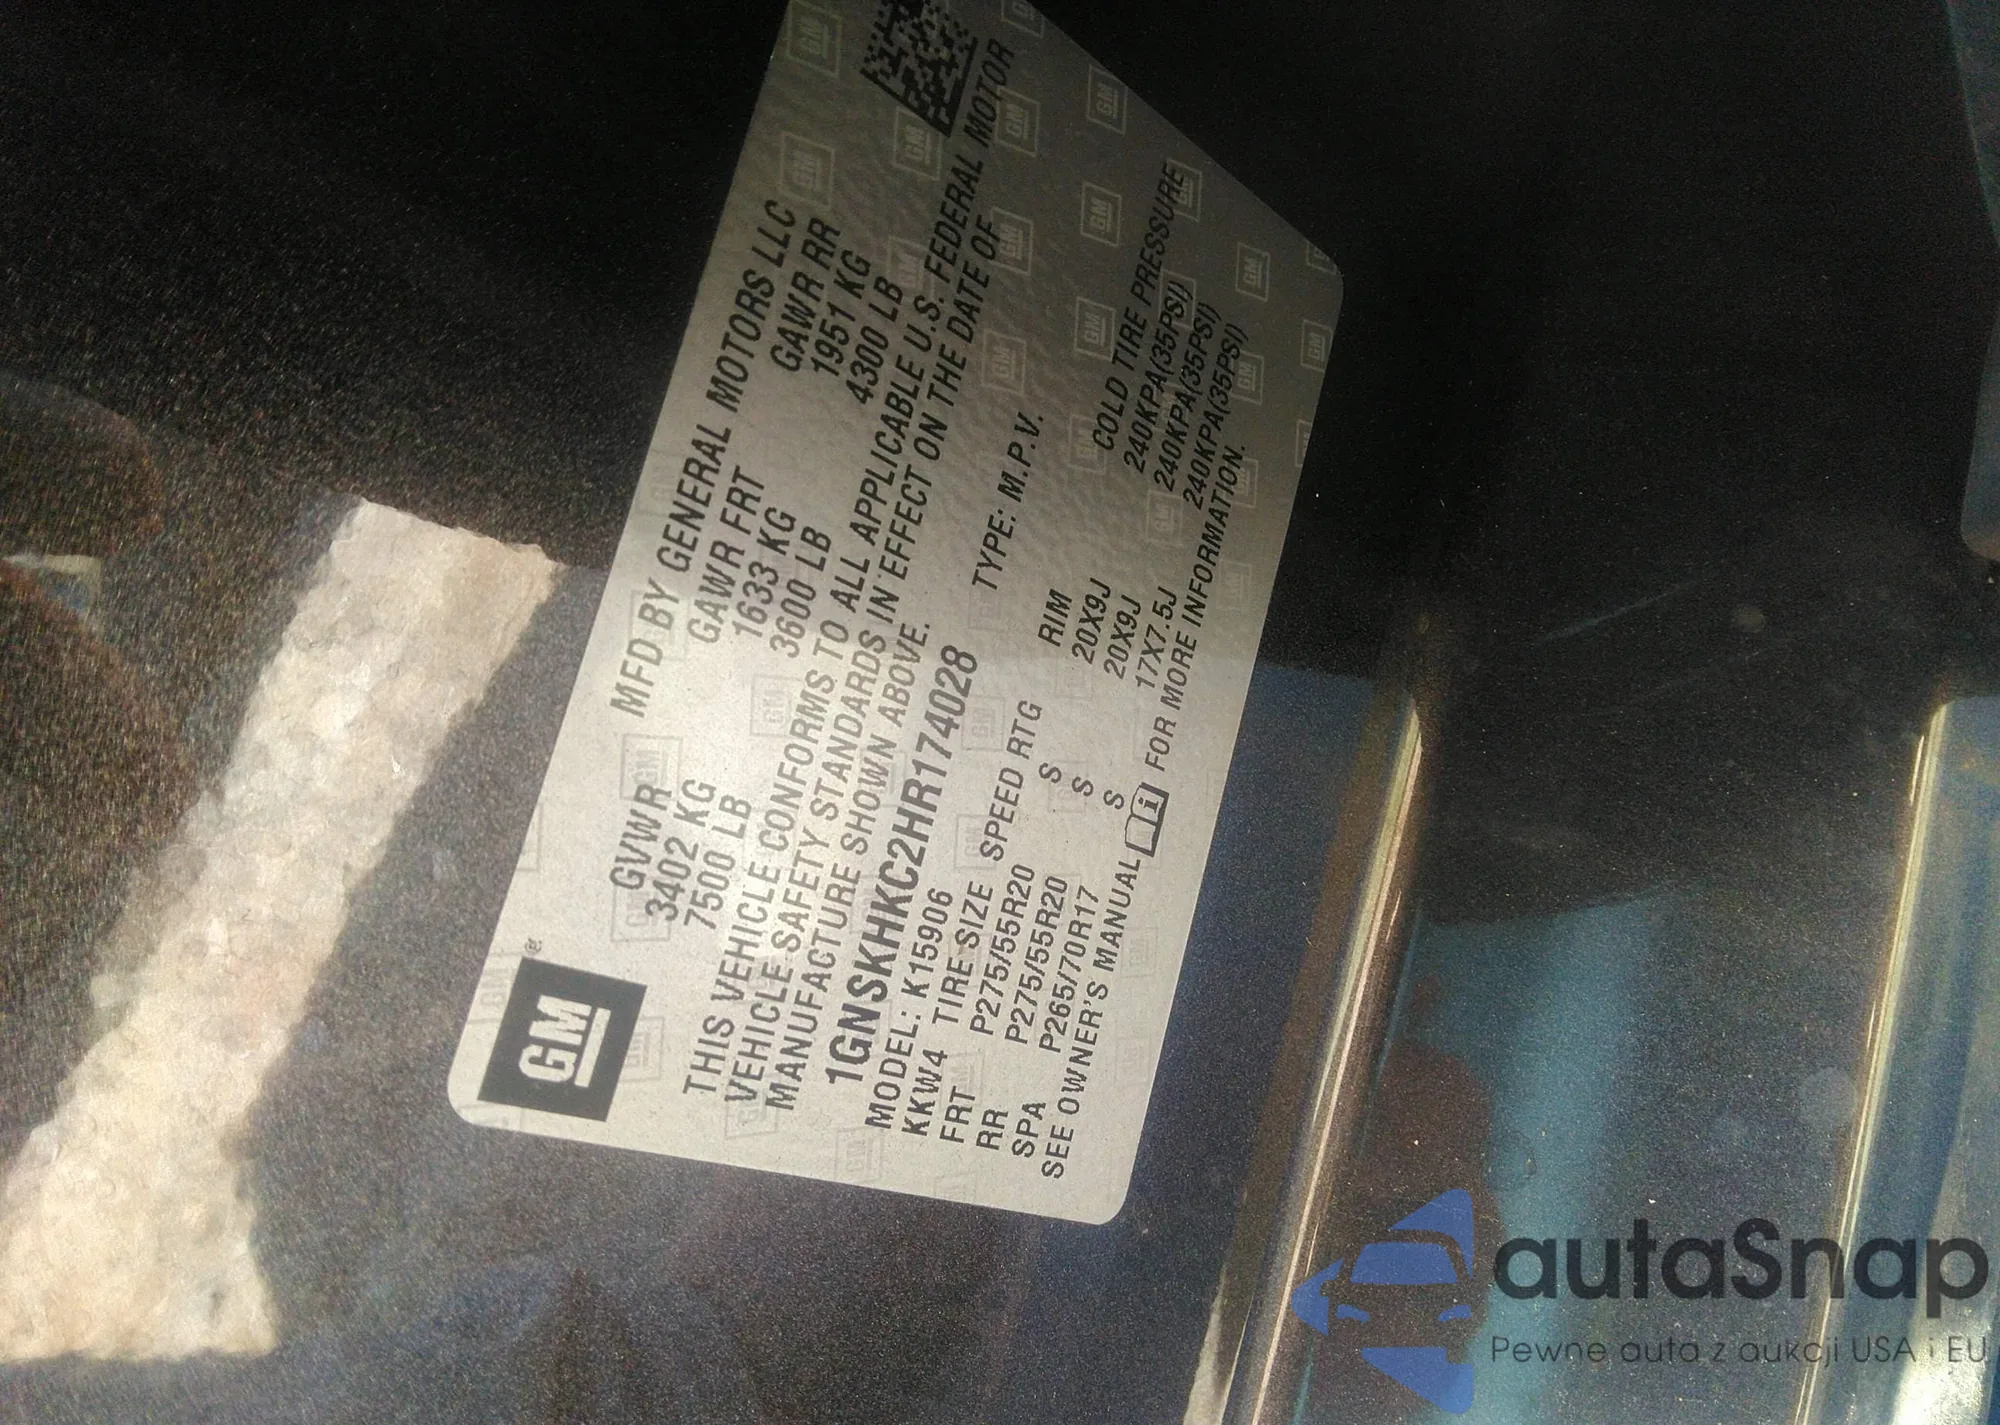 GM
MFD BY GENERAL MOTORS LLC
GVWR GAWR FRT GAWR RR
3402 KG 1633 KG 1951 KG
7500 LB 3600 LB 4300 LB
THIS VEHICLE CONFORMS TO ALL APPLICABLE U.S. FEDERAL MOTOR
VEHICLE SAFETY STANDARDS IN EFFECT ON THE DATE OF
MANUFACTURE SHOWN ABOVE.
1GNSKHKC2HR174028 TYPE: M.P.V.
MODEL: K15906
KKW4 TIRE SIZE SPEED RTG RIM COLD TIRE PRESSURE
FRT P275/55R20 S 20X9J 240KPA(35PSI)
RR P275/55R20 S 20X9J 240KPA(35PSI)
SPA P265/70R17 S 17X7.5J 240KPA(35PSI)
SEE OWNER'S MANUAL FOR MORE INFORMATION.
autaSnap
Pewne auta z aukcji USA i EU